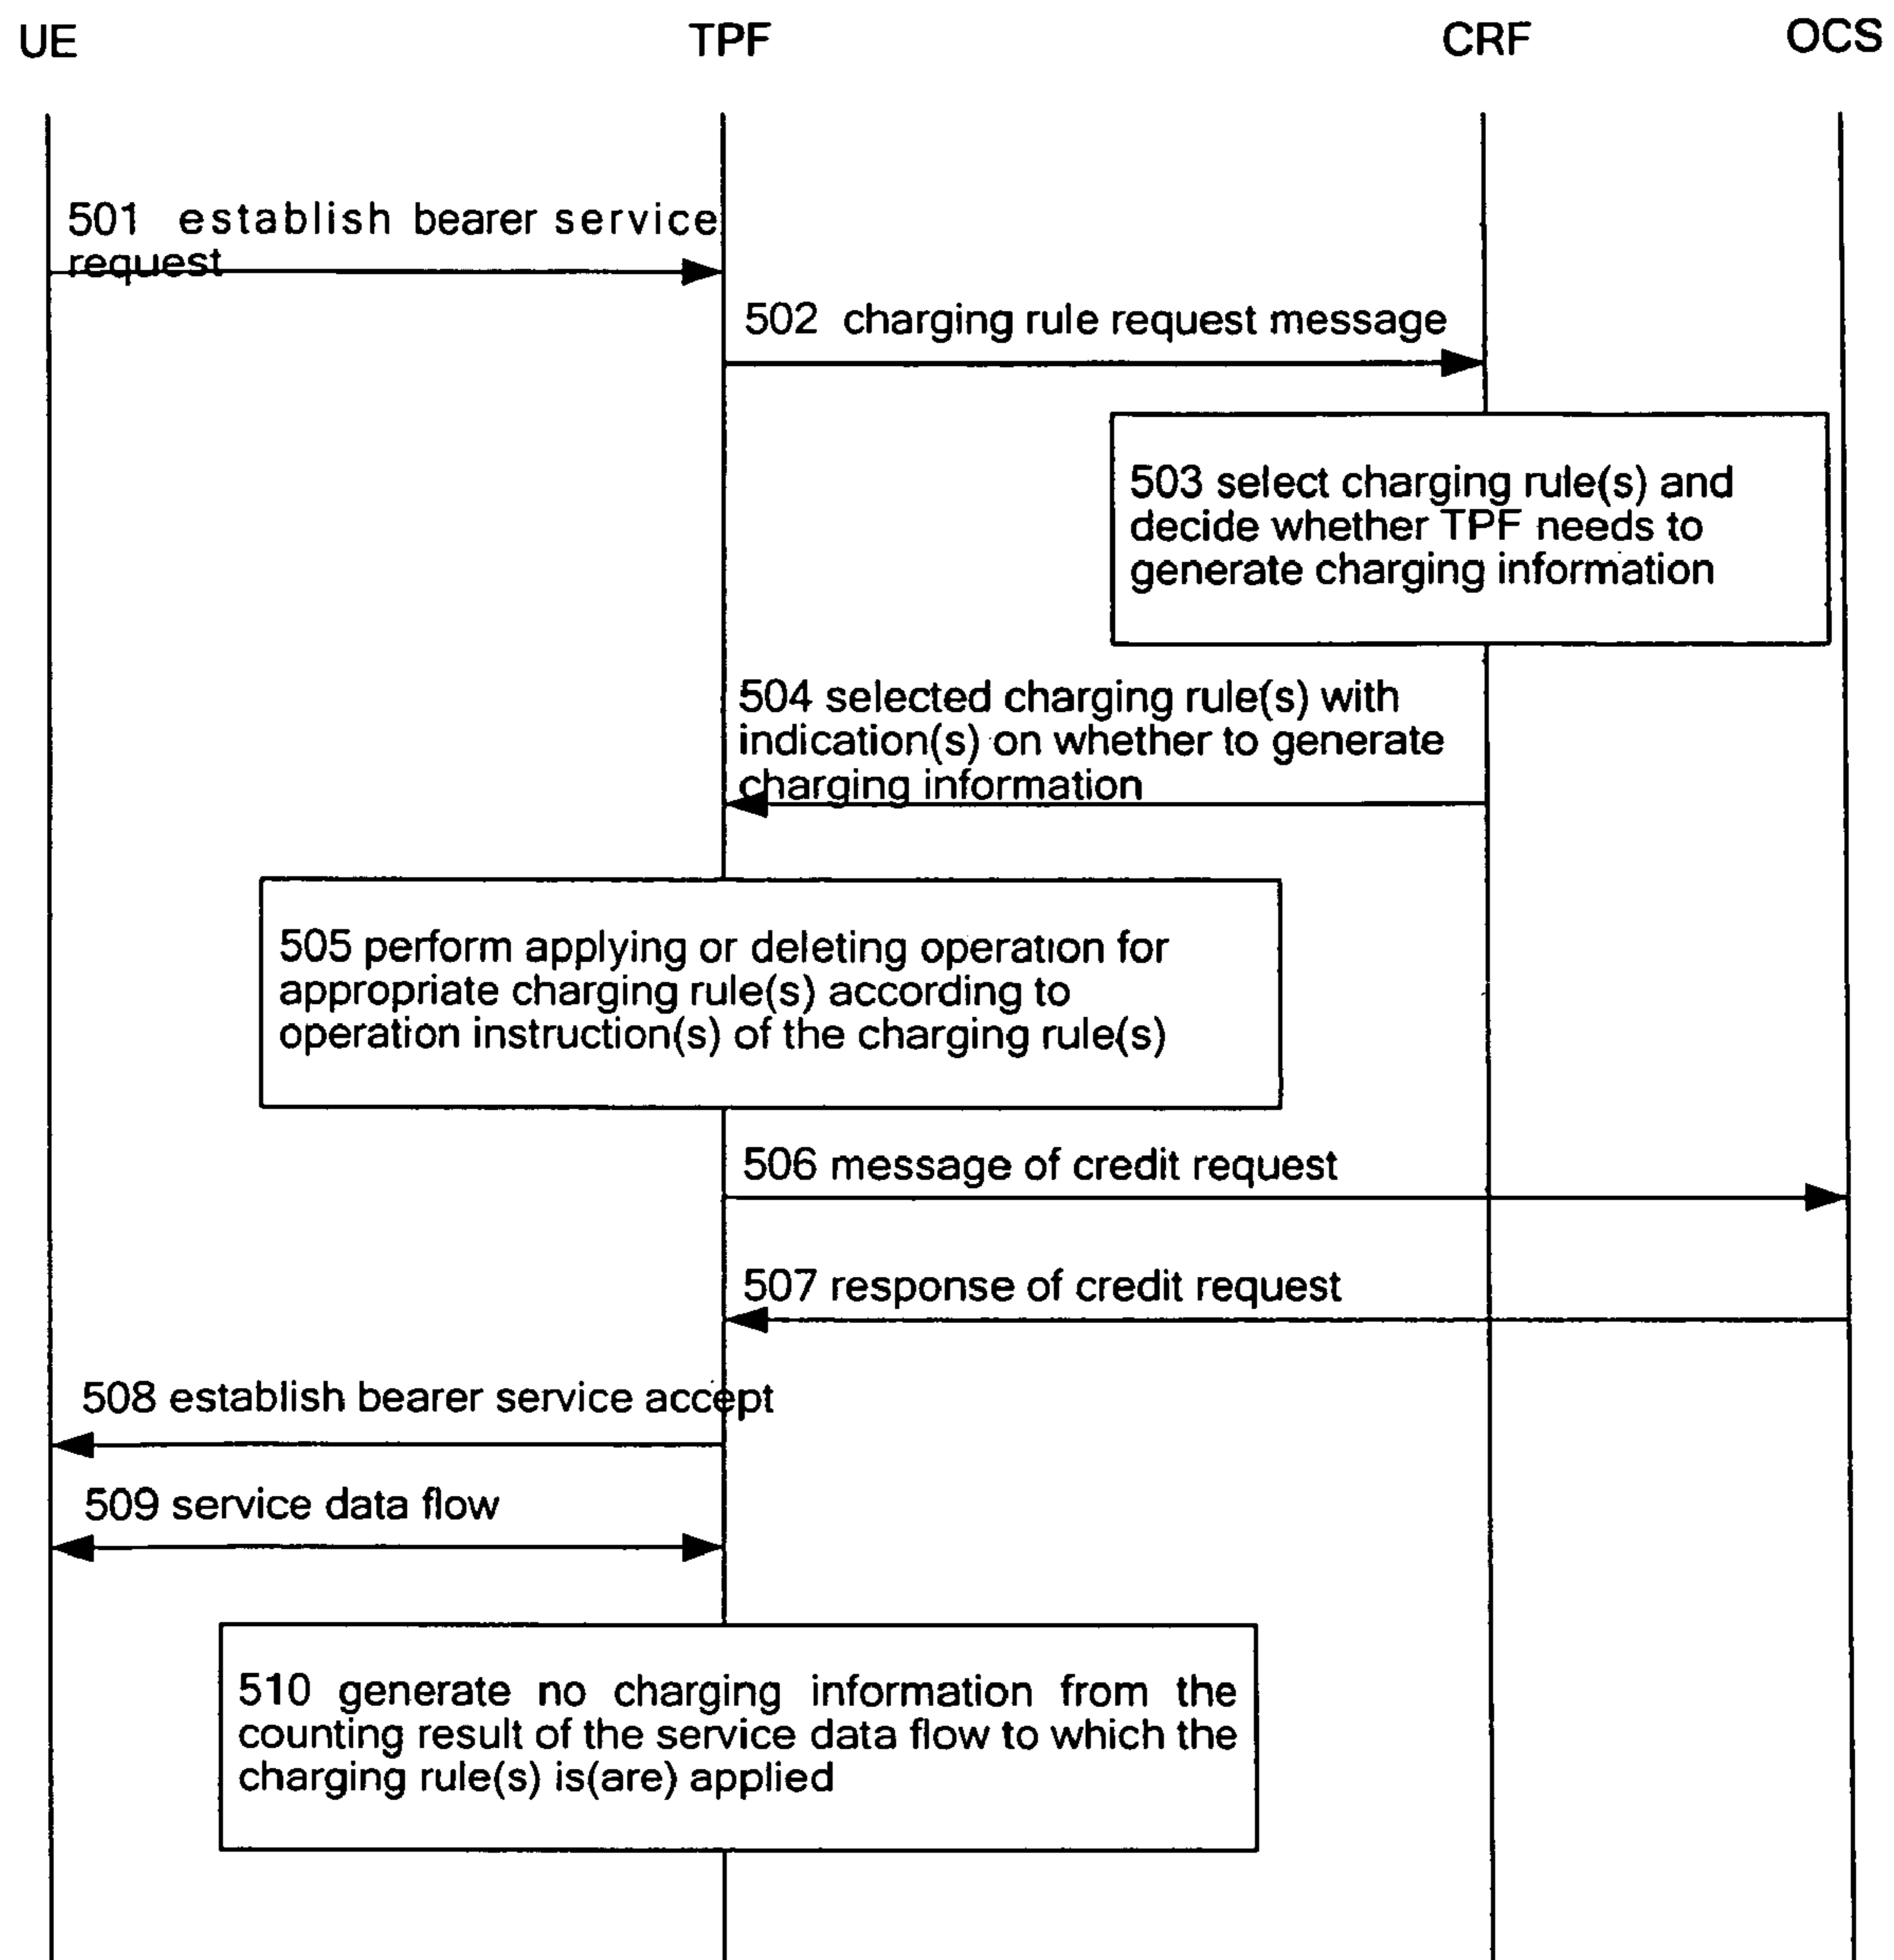 UE TPF CRF OCS
501 establish bearer service
request
502 charging rule request message
503 select charging rule(s) and
decide whether TPF needs to
generate charging information
504 selected charging rule(s) with
indication(s) on whether to generate
charging information
505 perform applying or deleting operation for
appropriate charging rule(s) according to
operation instruction(s) of the charging rule(s)
506 message of credit request
507 response of credit request
508 establish bearer service accept
509 service data flow
510 generate no charging information from the
counting result of the service data flow to which the
charging rule(s) is(are) applied